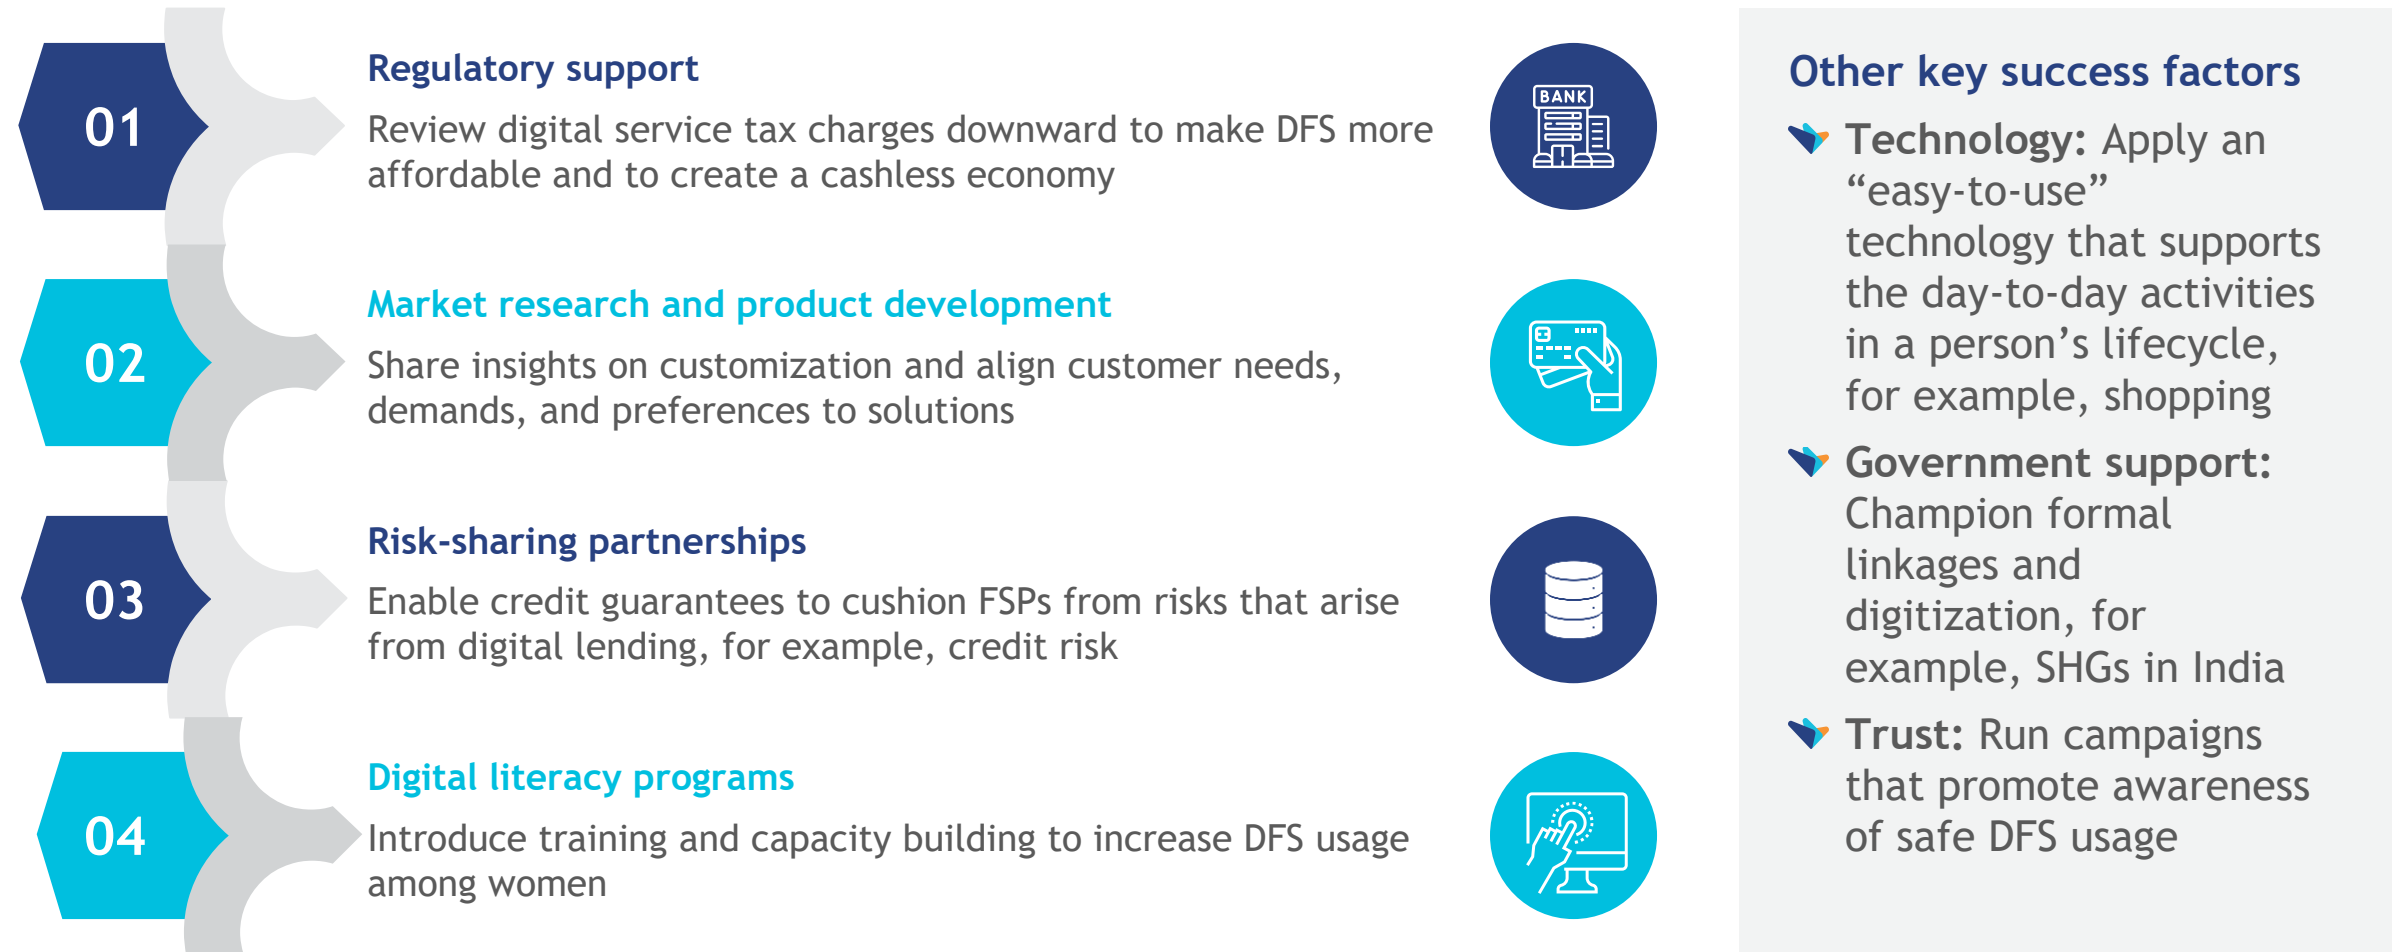 01
Regulatory support
Review digital service tax charges downward to make DFS more
affordable and to create a cashless economy
BANK
02
Market research and product development
Share insights on customization and align customer needs,
demands, and preferences to solutions
03
Risk-sharing partnerships
Enable credit guarantees to cushion FSPs from risks that arise
from digital lending, for example, credit risk
04
Digital literacy programs
Introduce training and capacity building to increase DFS usage
among women
Other key success factors
Technology: Apply an
“easy-to-use”
technology that supports
the day-to-day activities
in a person’s lifecycle,
for example, shopping
Government support:
Champion formal
linkages and
digitization, for
example, SHGs in India
Trust: Run campaigns
that promote awareness
of safe DFS usage